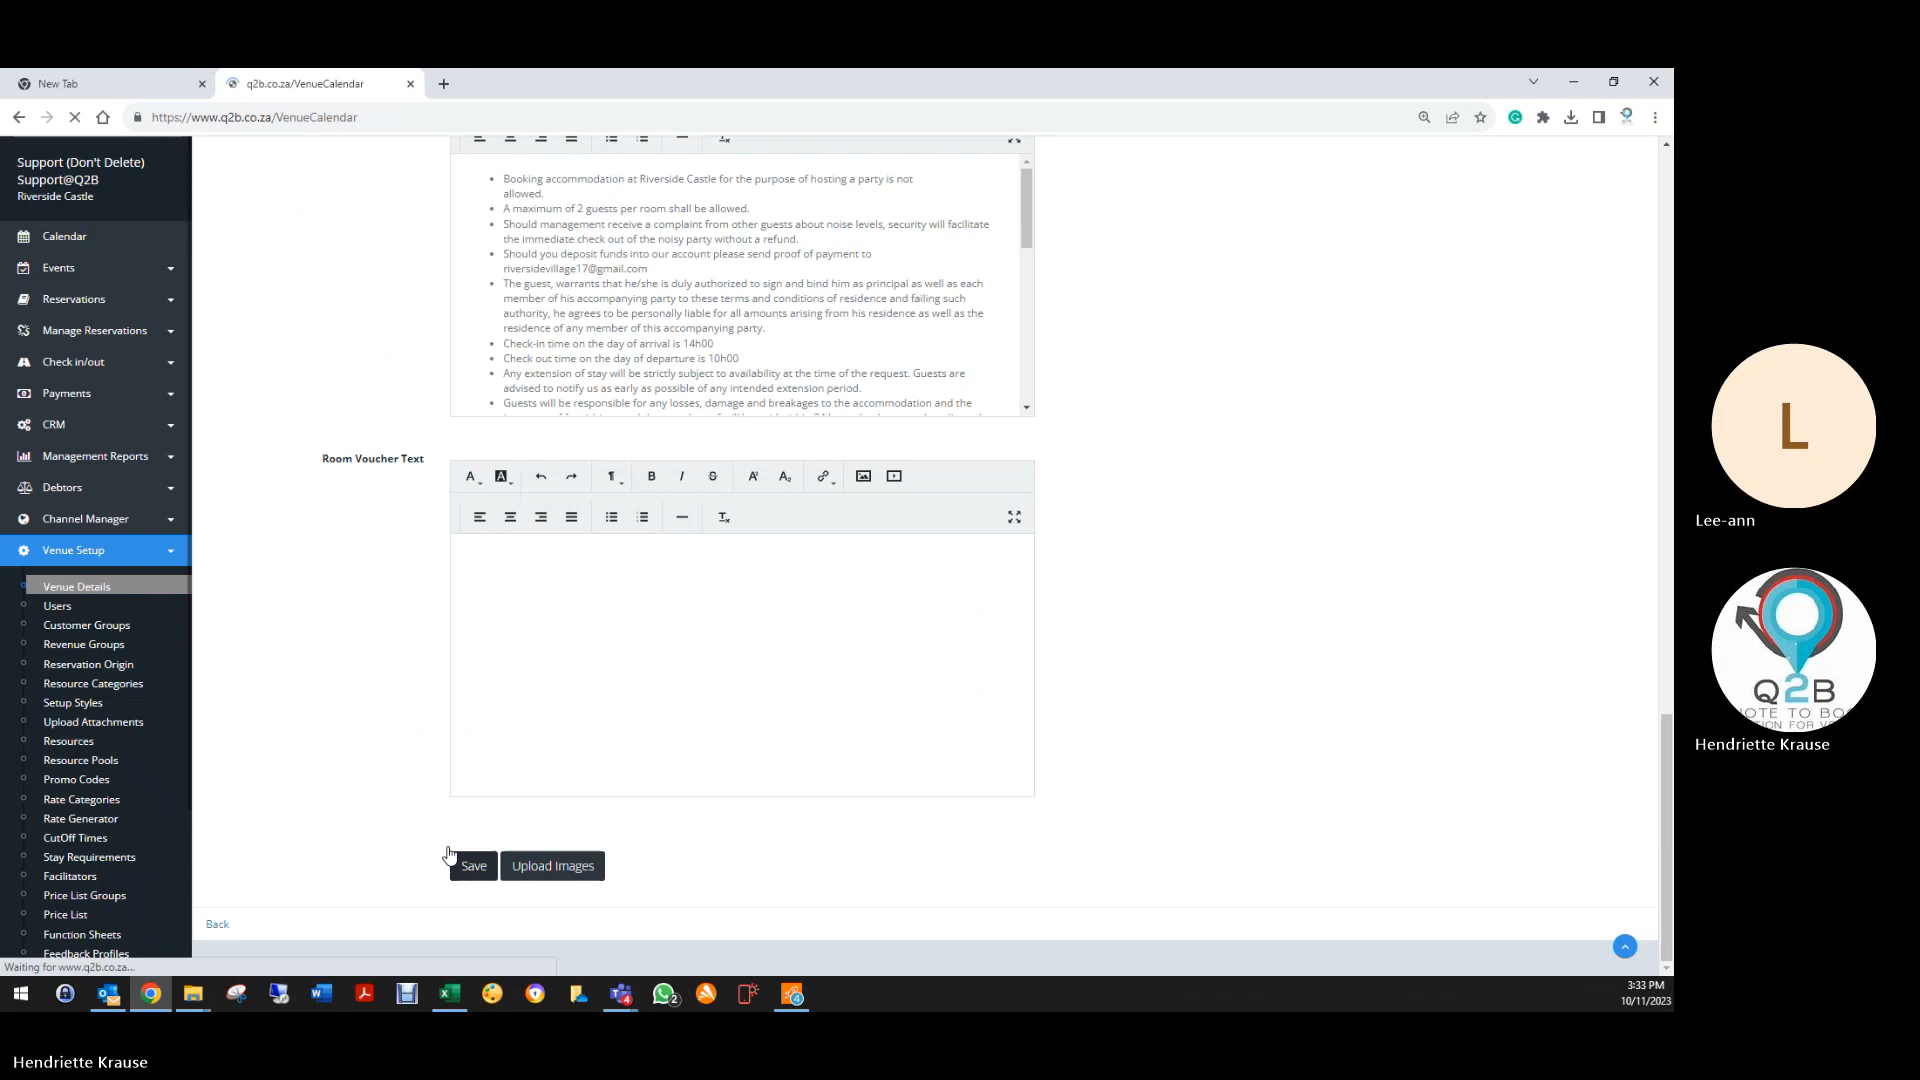 New Tab
q2b.co.za/VenueCalendar
https://www.q2b.co.za/VenueCalendar
Support (Don't Delete)
Support@Q2B
Riverside Castle
Calendar
Events
Reservations
Manage Reservations
Check in/out
Payments
CRM
Management Reports
Debtors
Channel Manager
Venue Setup
Venue Details
Users
Customer Groups
Revenue Groups
Reservation Origin
Resource Categories
Setup Styles
Upload Attachments
Resources
Resource Pools
Promo Codes
Rate Categories
Rate Generator
CutOff Times
Stay Requirements
Facilitators
Price List Groups
Price List
Function Sheets
Feedback Profiles
Waiting for www.q2b.co.za...
• Booking accommodation at Riverside Castle for the purpose of hosting a party is not
allowed.
• A maximum of 2 guests per room shall be allowed.
• Should management receive a complaint from other guests about noise levels, security will facilitate
the immediate check out of the noisy party without a refund.
• Should you deposit funds into our account please send proof of payment to
riversidevillage17@gmail.com
• The guest, warrants that he/she is duly authorized to sign and bind him as principal as well as each
member of his accompanying party to these terms and conditions of residence and failing such
authority, he agrees to be personally liable for all amounts arising from his residence as well as the
residence of any member of this accompanying party.
• Check-in time on the day of arrival is 14h00
• Check out time on the day of departure is 10h00
• Any extension of stay will be strictly subject to availability at the time of the request. Guests are
advised to notify us as early as possible of any intended extension period.
• Guests will be responsible for any losses, damage and breakages to the accommodation and the
Room Voucher Text
Save
Upload Images
Back
3:33 PM
10/11/2023
L
Lee-ann
Q2B
Hendriette Krause
Hendriette Krause